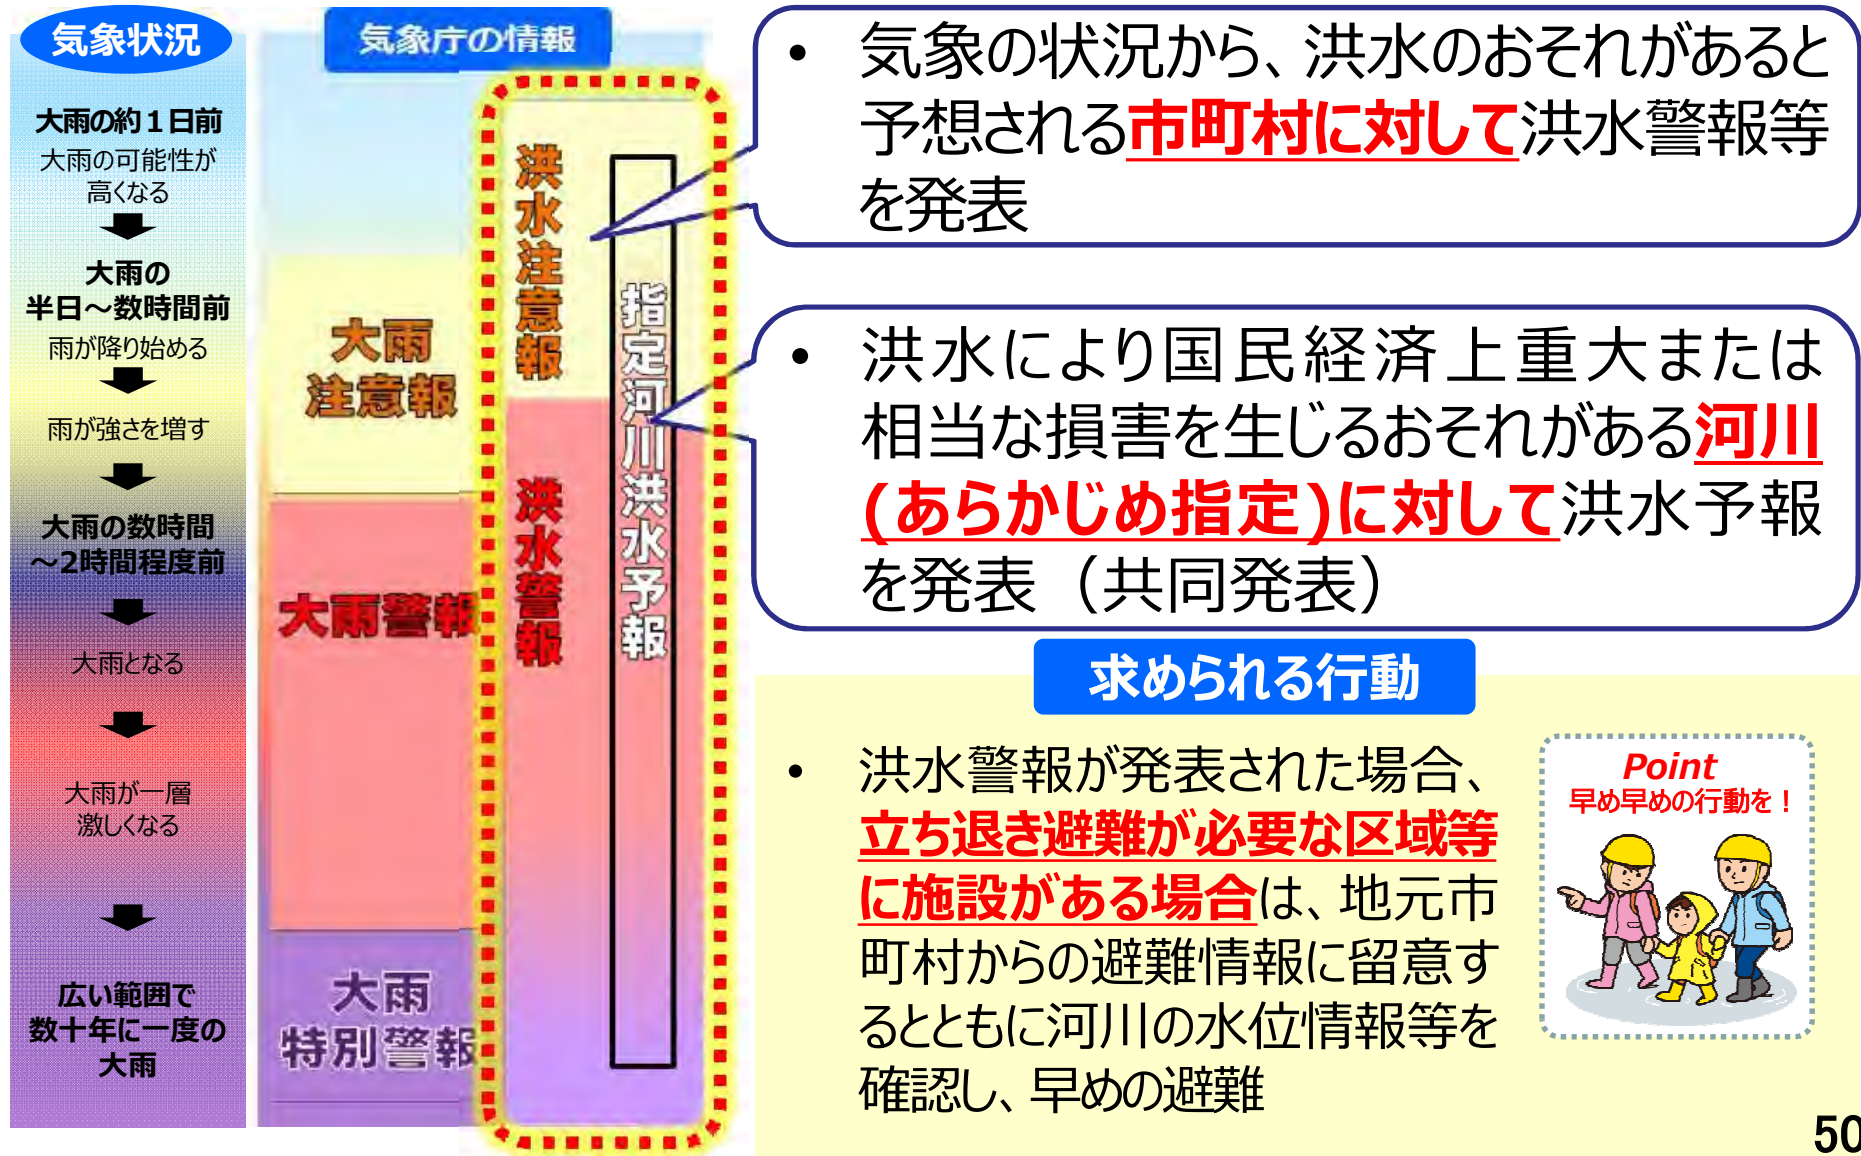 気象状況
大雨の約1日前
大雨の可能性が
高くなる
大雨の
半日～数時間前
雨が降り始める
雨が強さを増す
大雨の数時間
～2時間程度前
大雨となる
大雨が一層
激しくなる
広い範囲で
数十年に一度の
大雨
気象庁の情報
大雨
注意報
大雨警報
大雨
特別警報
洪水注意報
洪水警報
指定河川洪水予報
• 気象の状況から、洪水のおそれがあると
予想される市町村に対して洪水警報等
を発表
• 洪水により国民経済上重大または
相当な損害を生じるおそれがある河川
(あらかじめ指定)に対して洪水予報
を発表（共同発表）
求められる行動
• 洪水警報が発表された場合、
立ち退き避難が必要な区域等
に施設がある場合は、地元市
町村からの避難情報に留意す
るとともに河川の水位情報等を
確認し、早めの避難
Point
早め早めの行動を！
50